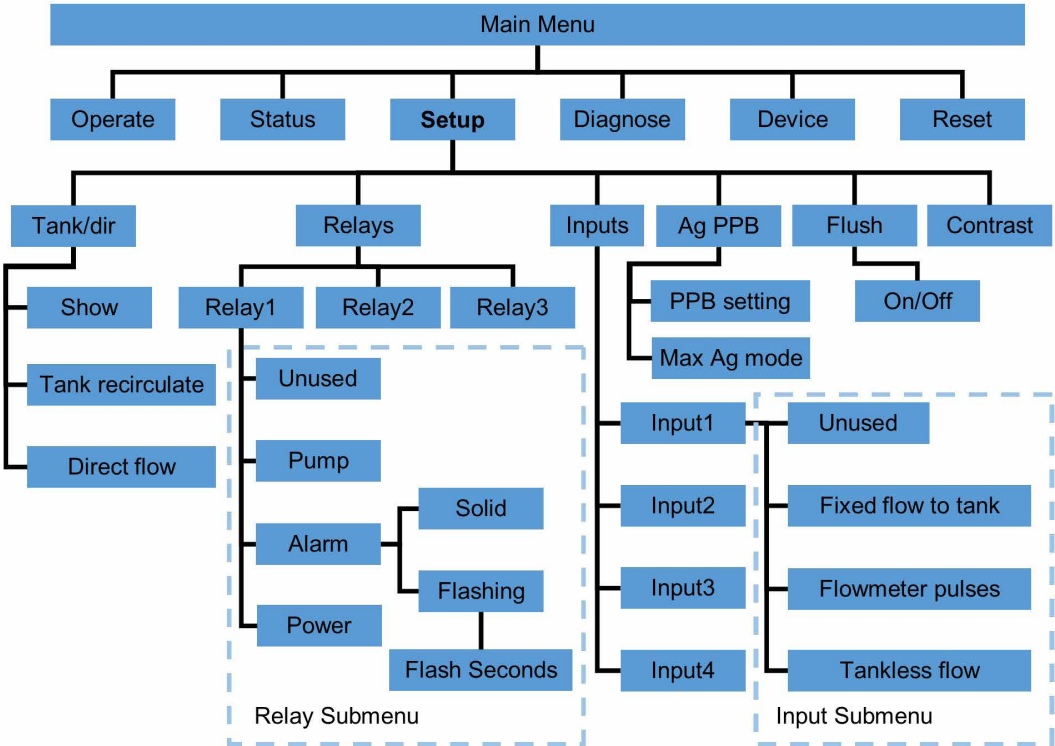 Main Menu
Operate
Status
Setup
Diagnose
Device
Reset
Tank/dir
Relays
Inputs
Ag PPB
Flush
Contrast
Show
Tank recirculate
Direct flow
Relay1
Relay2
Relay3
PPB setting
Max Ag mode
On/Off
Unused
Pump
Alarm
Power
Solid
Flashing
Flash Seconds
Relay Submenu
Input1
Input2
Input3
Input4
Unused
Fixed flow to tank
Flowmeter pulses
Tankless flow
Input Submenu